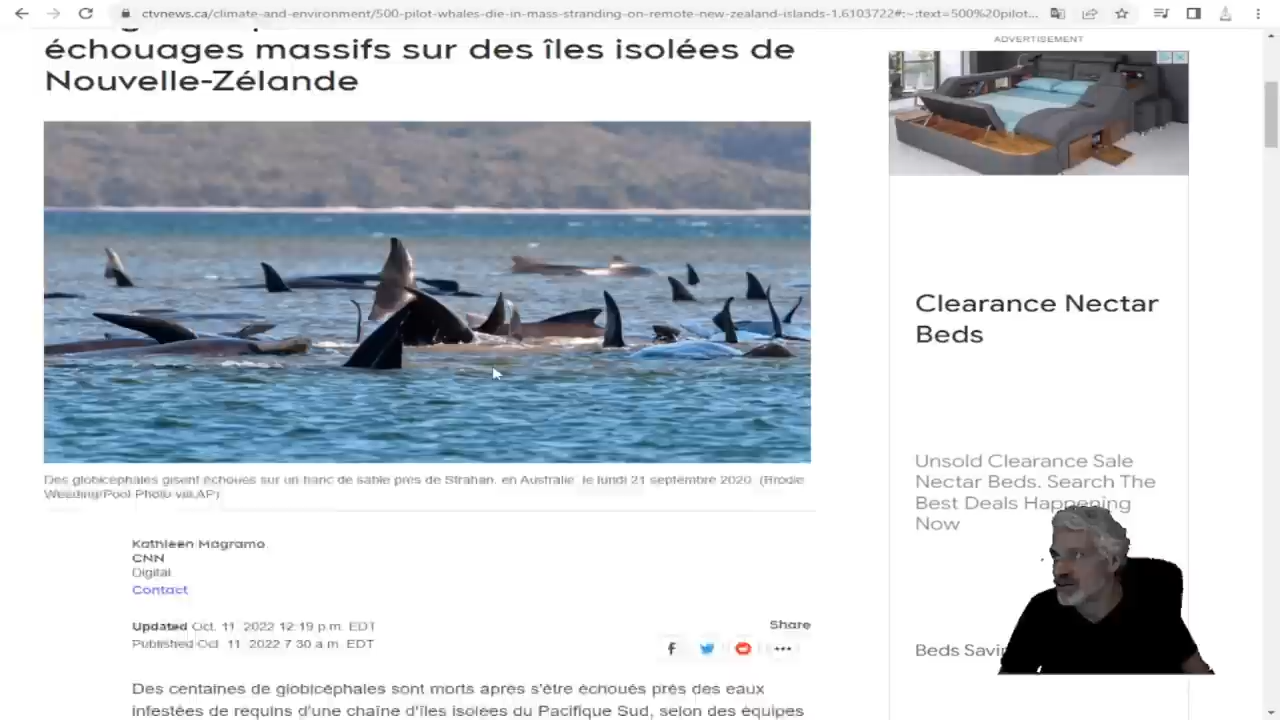 ctvnews.ca/climate-and-environment/500-pilot-whales-die-in-mass-stranding-on-remote-new-zealand-islands-1.6103722#:~:text=500%20pilot...
ADVERTISEMENT
échouages massifs sur des îles isolées de
Nouvelle-Zélande
Des globicéphales gisent échoués sur un banc de sable près de Strahan, en Australie, le lundi 21 septembre 2020. (Brodie
Weeding/Pool Photo via AP)
Kathleen Magramo
CNN
Digital
Contact
Updated Oct. 11, 2022 12:19 p.m. EDT
Published Oct. 11, 2022 7:30 a.m. EDT
Share
Des centaines de globicéphales sont morts après s'être échoués près des eaux
infestées de requins d'une chaîne d'îles isolées du Pacifique Sud, selon des équipes
Clearance Nectar
Beds
Unsold Clearance Sale
Nectar Beds. Search The
Best Deals Happening
Now
Beds